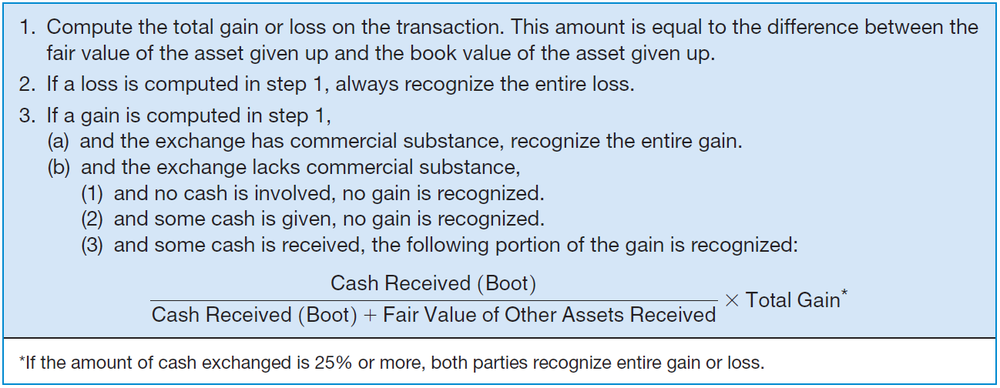 1. Compute the total gain or loss on the transaction. This amount is equal to the difference between the
fair value of the asset given up and the book value of the asset given up.
2. If a loss is computed in step 1, always recognize the entire loss.
3. If a gain is computed in step 1,
(a) and the exchange has commercial substance, recognize the entire gain.
(b) and the exchange lacks commercial substance,
(1) and no cash is involved, no gain is recognized.
(2) and some cash is given, no gain is recognized.
(3) and some cash is received, the following portion of the gain is recognized:
Cash Received (Boot)
Cash Received (Boot) + Fair Value of Other Assets Received × Total Gain*
*If the amount of cash exchanged is 25% or more, both parties recognize entire gain or loss.